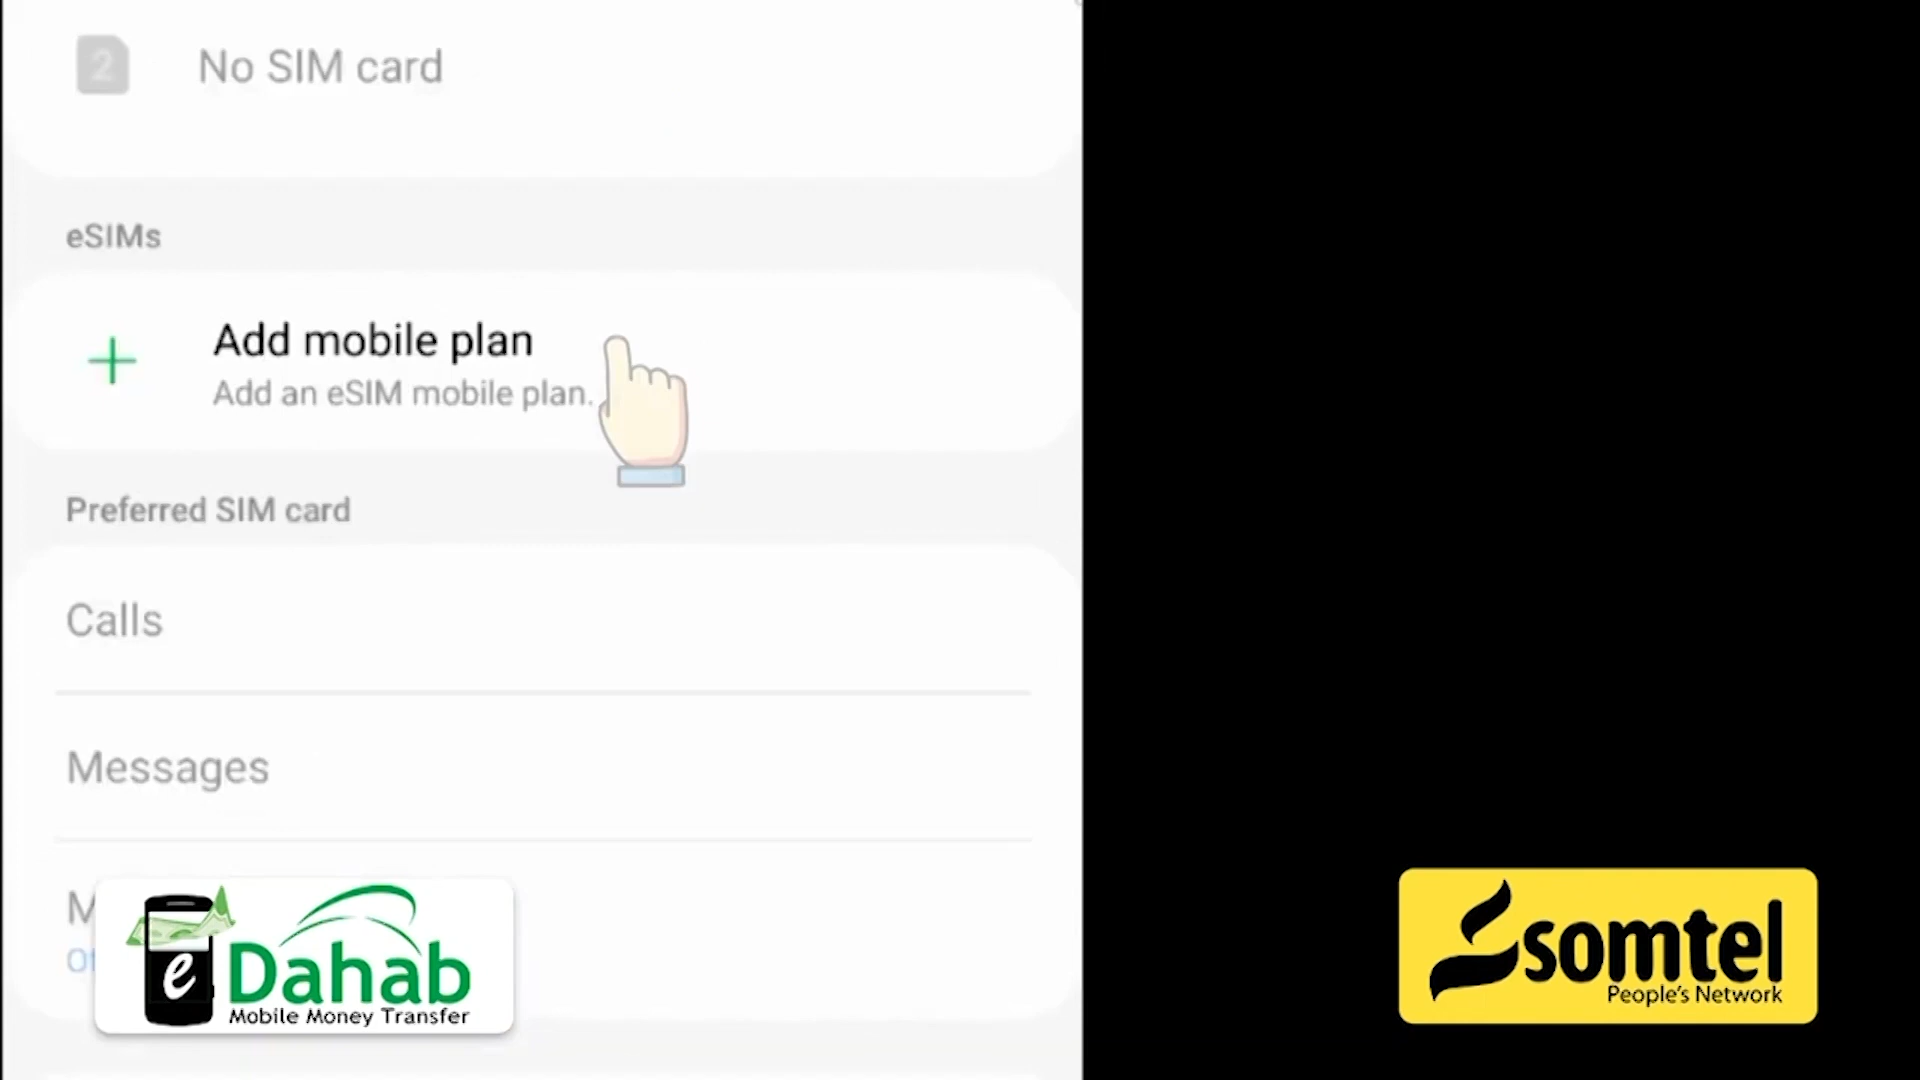 2
No SIM card
eSIMs
Add mobile plan
Add an eSIM mobile plan.
Preferred SIM card
Calls
Messages
e Dahab
Mobile Money Transfer
somtel
People's Network